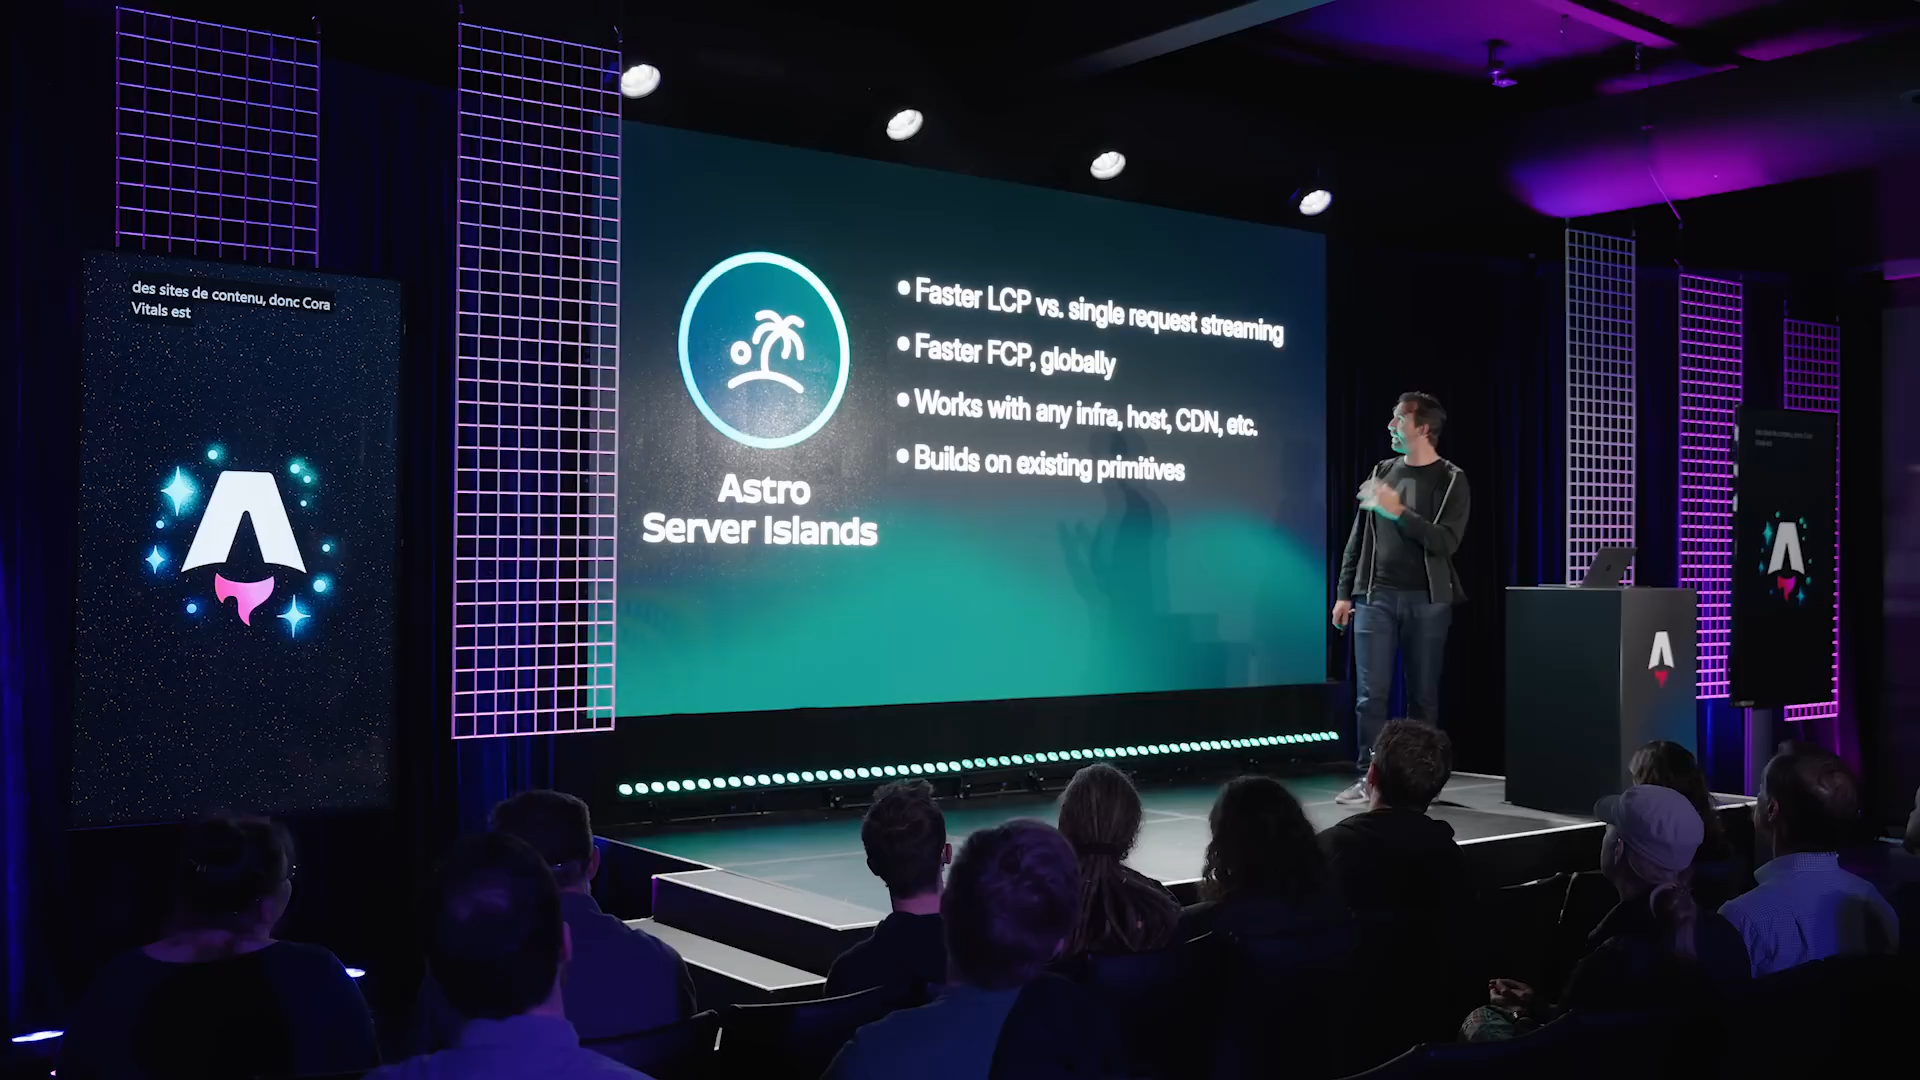 des sites de contenu, donc Cora
Vitals est
• Faster LCP vs. single request streaming
• Faster FCP, globally
• Works with any infra, host, CDN, etc.
• Builds on existing primitives
Astro
Server Islands